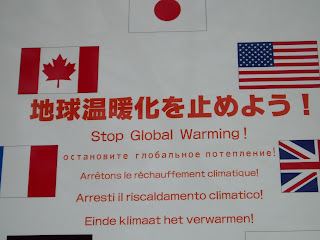 地球温暖化を止めよう！
Stop Global Warming！
остановите глобальное потепление!
Arrêtons le réchauffement climatique!
Arresti il riscaldamento climatico!
Einde klimaat het verwarmen!